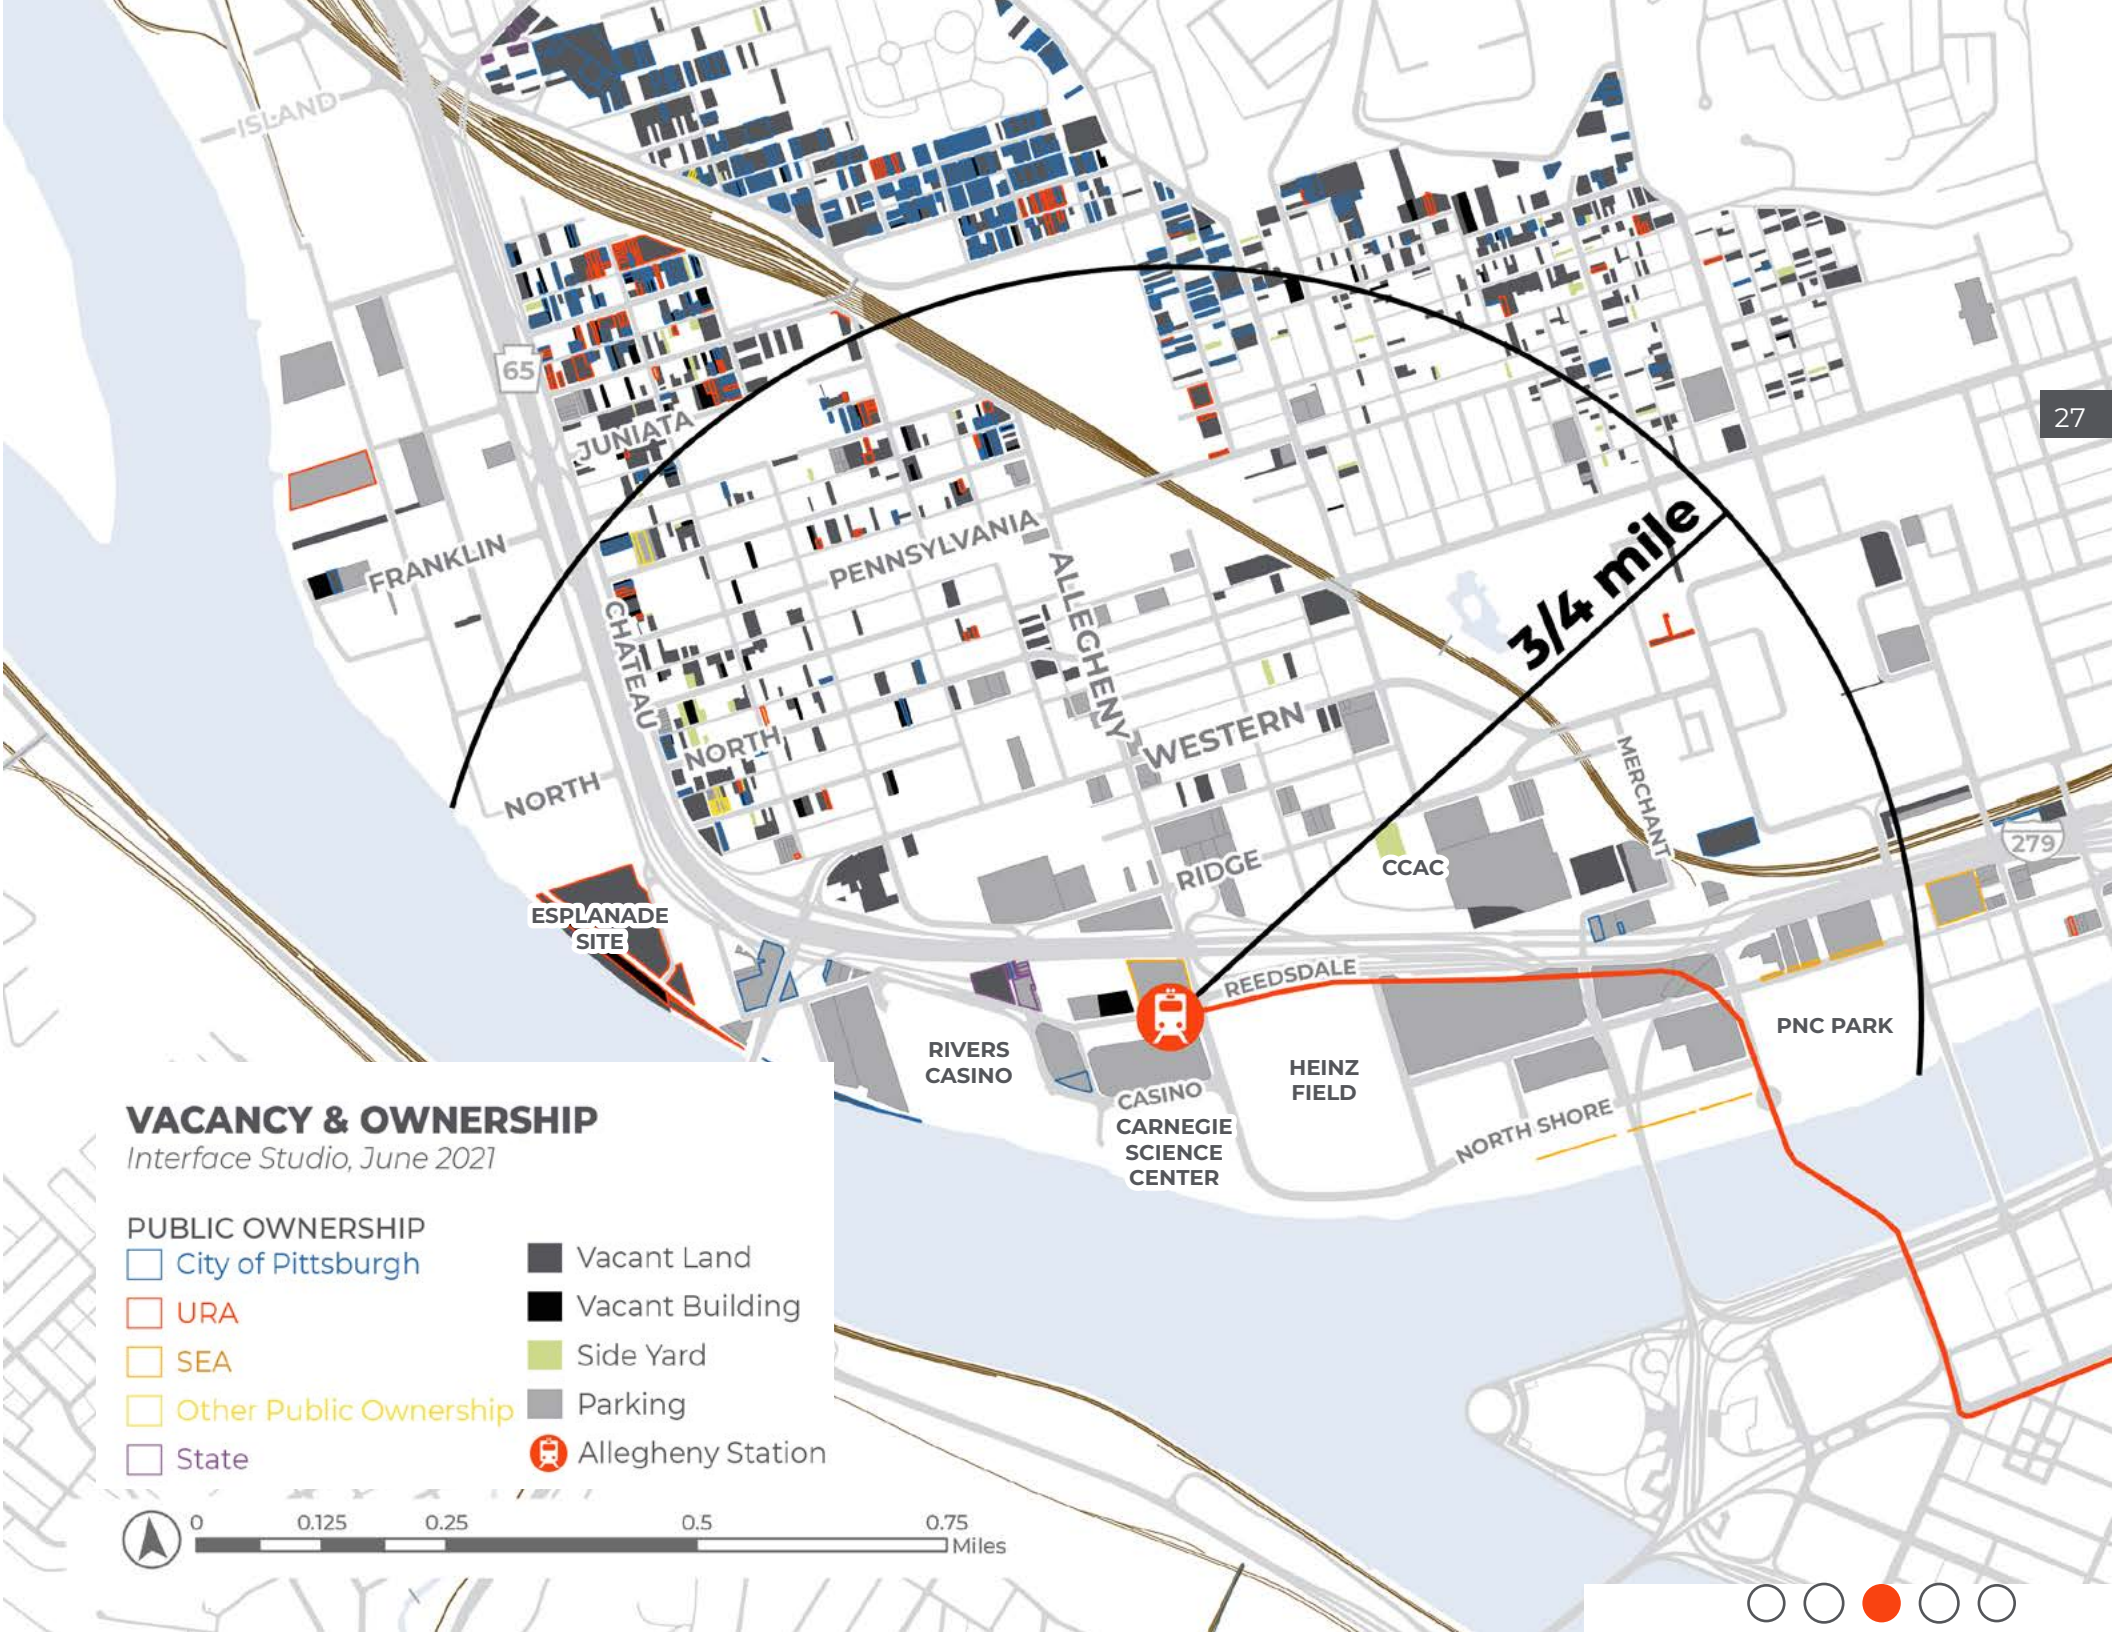 ISLAND
65
27
JUNIATA
FRANKLIN
PENNSYLVANIA
ALLEGHENY
CHATEAU
3/4 mile
NORTH
NORTH
WESTERN
MERCHANT
279
RIDGE
CCAC
ESPLANADE
SITE
REEDSDALE
PNC PARK
RIVERS
CASINO
HEINZ
FIELD
CASINO
CARNEGIE
SCIENCE
CENTER
NORTH SHORE
VACANCY & OWNERSHIP
Interface Studio, June 2021
PUBLIC OWNERSHIP
City of Pittsburgh
URA
SEA
Other Public Ownership
State
Vacant Land
Vacant Building
Side Yard
Parking
Allegheny Station
0 0.125 0.25 0.5 0.75
Miles